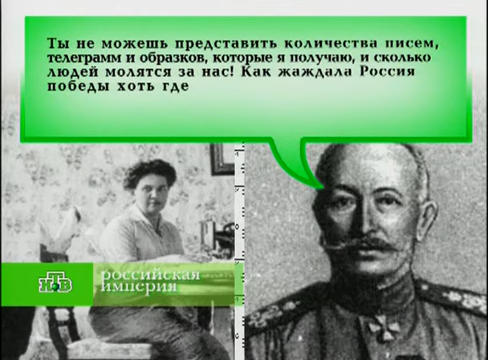 Ты не можешь представить количества писем,
телеграмм и образков, которые я получаю, и сколько
людей молятся за нас! Как жаждала Россия
победы хоть где
НТВ
российская
империя